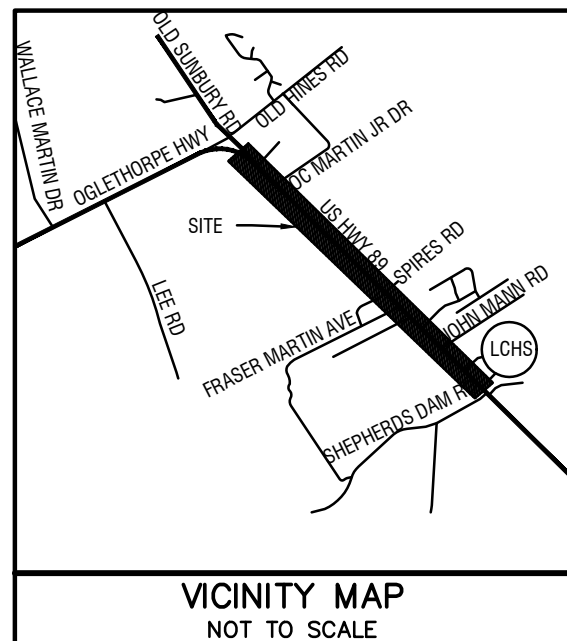 OLD SUNBURY RD
WALLACE MARTIN DR
OLD HINES RD
OGLETHORPE HWY
OC MARTIN JR DR
SITE
US HWY 89
SPIRES RD
LEE RD
JOHN MANN RD
FRASER MARTIN AVE
LCHS
SHEPHERDS DAM R
VICINITY MAP
NOT TO SCALE